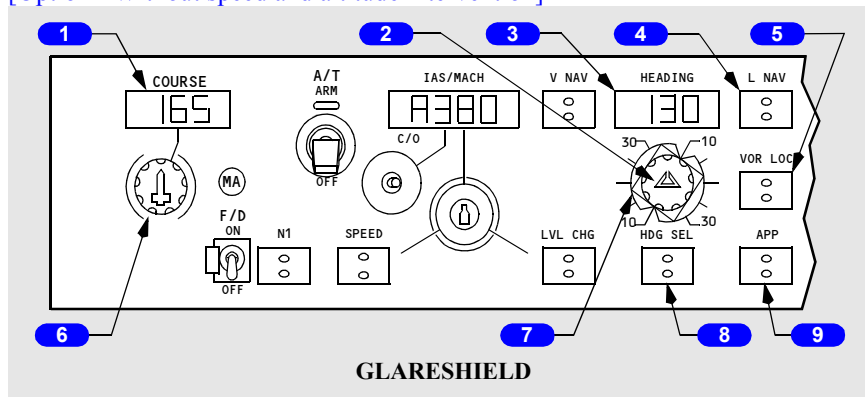 [Option - Without speed and altitude intervention]
1 2 3 4 5
COURSE A/T IAS/MACH V NAV HEADING L NAV
ARM
165 A380 130
C/O 30 10
OFF VOR LOC
MA
F/D
ON N1 SPEED LVL CHG 10 30 HDG SEL APP
OFF
6 7 8 9
GLARESHIELD